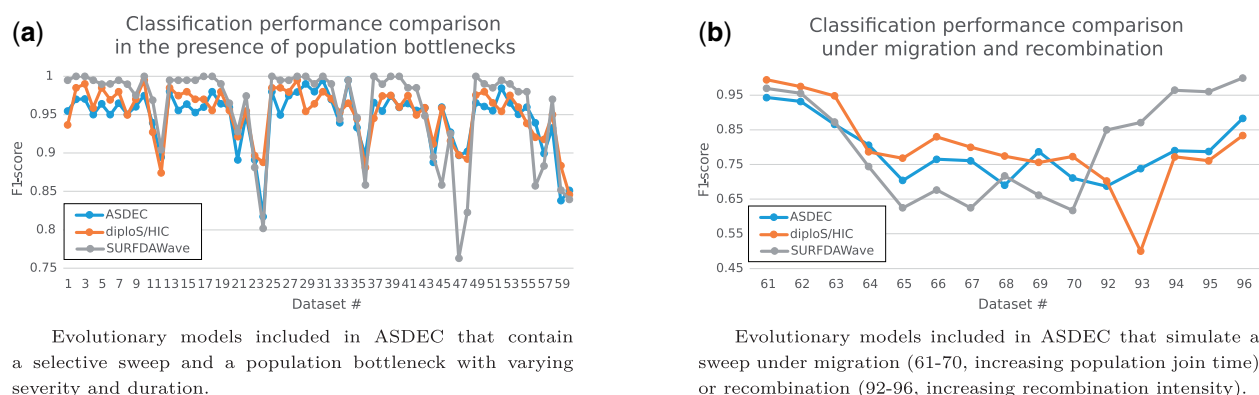 (a)
Classification performance comparison
in the presence of population bottlenecks
F1-score
1
0.95
0.9
0.85
0.8
0.75
ASDEC
diploS/HIC
SURFDAWave
1 3 5 7 9 11 13 15 17 19 21 23 25 27 29 31 33 35 37 39 41 43 45 47 49 51 53 55 57 59
Dataset #
Evolutionary models included in ASDEC that contain
a selective sweep and a population bottleneck with varying
severity and duration.
(b)
Classification performance comparison
under migration and recombination
F1-score
0.95
0.85
0.75
0.65
0.55
0.45
ASDEC
diploS/HIC
SURFDAWave
61 62 63 64 65 66 67 68 69 70 92 93 94 95 96
Dataset #
Evolutionary models included in ASDEC that simulate a
sweep under migration (61-70, increasing population join time)
or recombination (92-96, increasing recombination intensity).